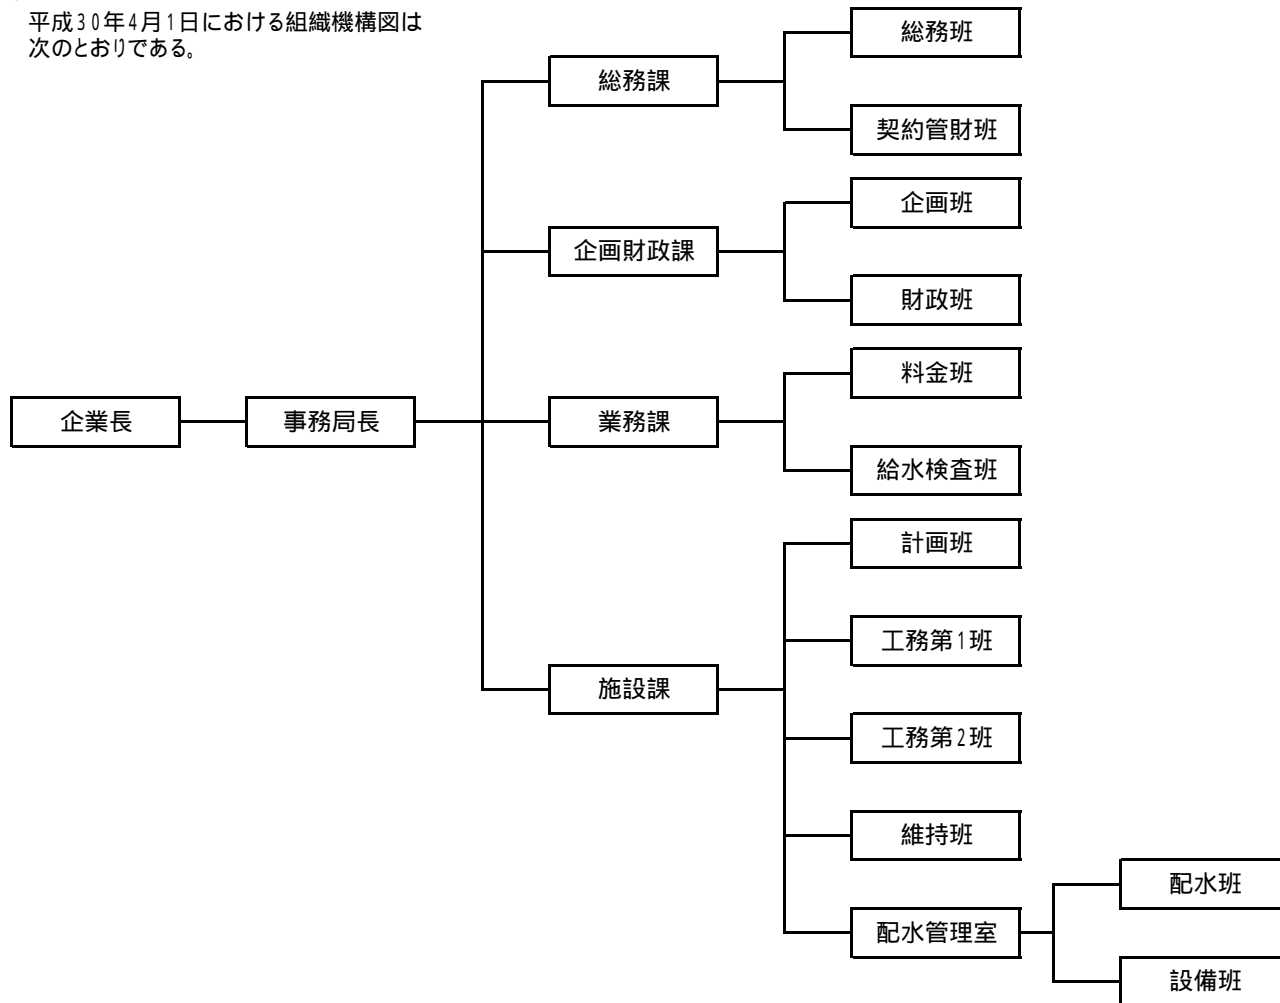 平成30年4月1日における組織機構図は
次のとおりである。
総務班
総務課
契約管財班
企画班
企画財政課
財政班
料金班
企業長
事務局長
業務課
給水検査班
計画班
工務第1班
施設課
工務第2班
維持班
配水班
配水管理室
設備班